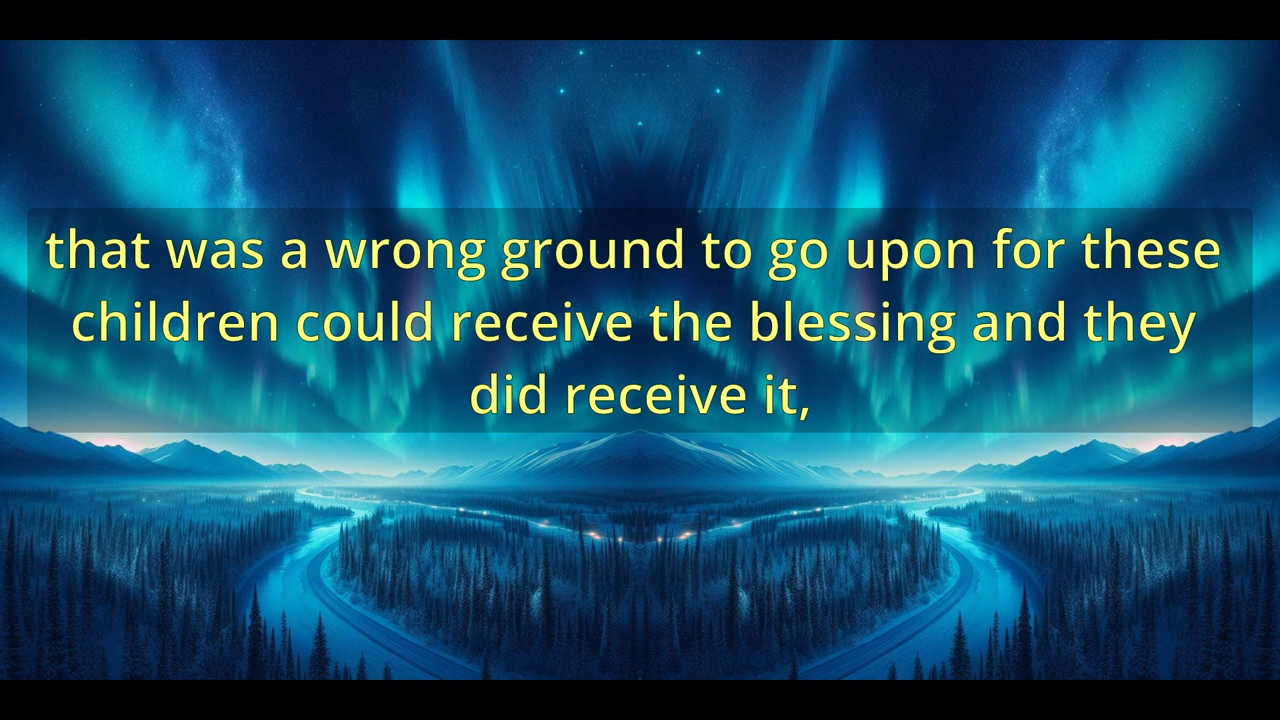 that was a wrong ground to go upon for these
children could receive the blessing and they
did receive it,